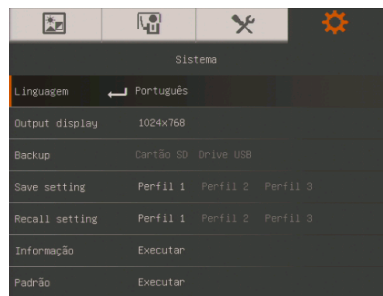 Sistema
Linguagem Português
Output display 1024x768
Backup Cartão SD Drive USB
Save setting Perfil 1 Perfil 2 Perfil 3
Recall setting Perfil 1 Perfil 2 Perfil 3
Informação Executar
Padrão Executar